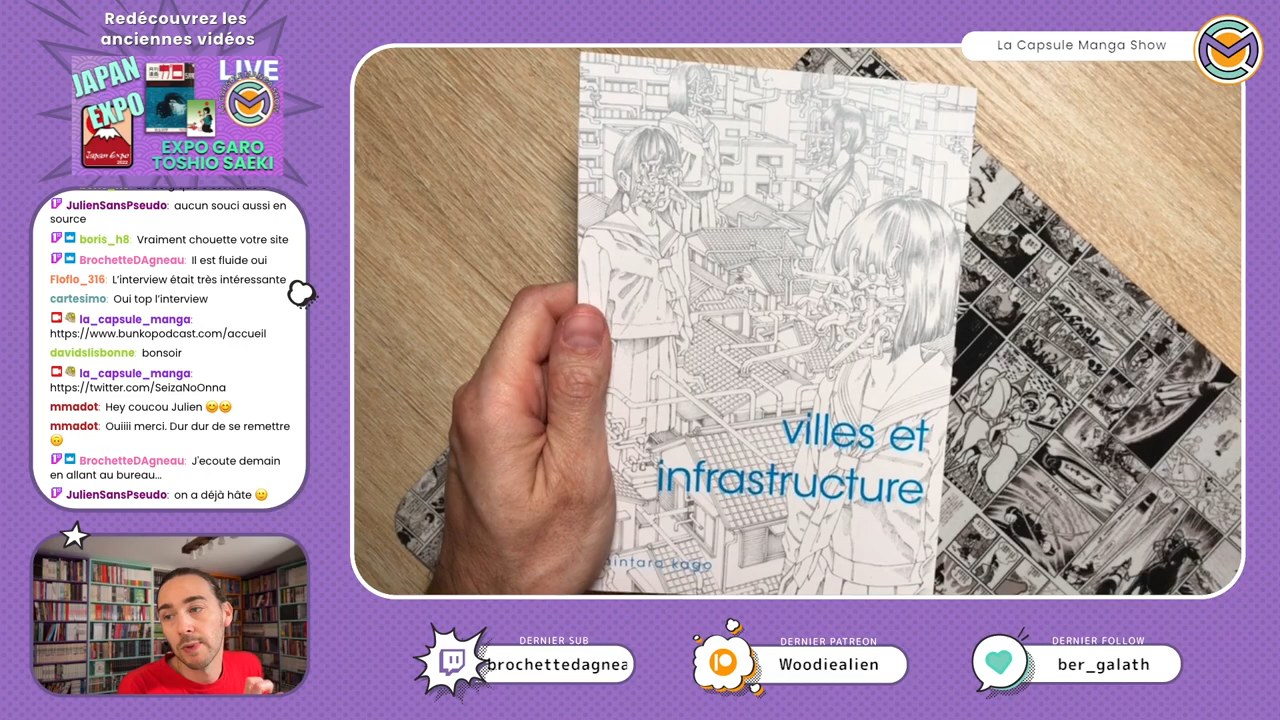 Redécouvrez les
anciennes vidéos
JAPAN
EXPO
LIVE
Japan Expo
EXPO GARO
TOSHIO SAEKI
JulienSansPseudo: aucun souci aussi en
source
boris_h8: Vraiment chouette votre site
BrochetteDAgneau: Il est fluide oui
Floflo_316: L'interview était très intéressante
cartesimo: Oui top l'interview
la_capsule_manga:
https://www.bunkopodcast.com/accueil
davidslisbonne: bonsoir
la_capsule_manga:
https://twitter.com/SeizaNoOnna
mmadot: Hey coucou Julien 😊😊
mmadot: Ouiiii merci. Dur dur de se remettre
🙃
BrochetteDAgneau: J'ecoute demain
en allant au bureau...
JulienSansPseudo: on a déjà hâte 🙂
La Capsule Manga Show
villes et
infrastructure
intaro kago
DERNIER SUB
brochettedagnea
DERNIER PATREON
Woodiealien
DERNIER FOLLOW
ber_galath